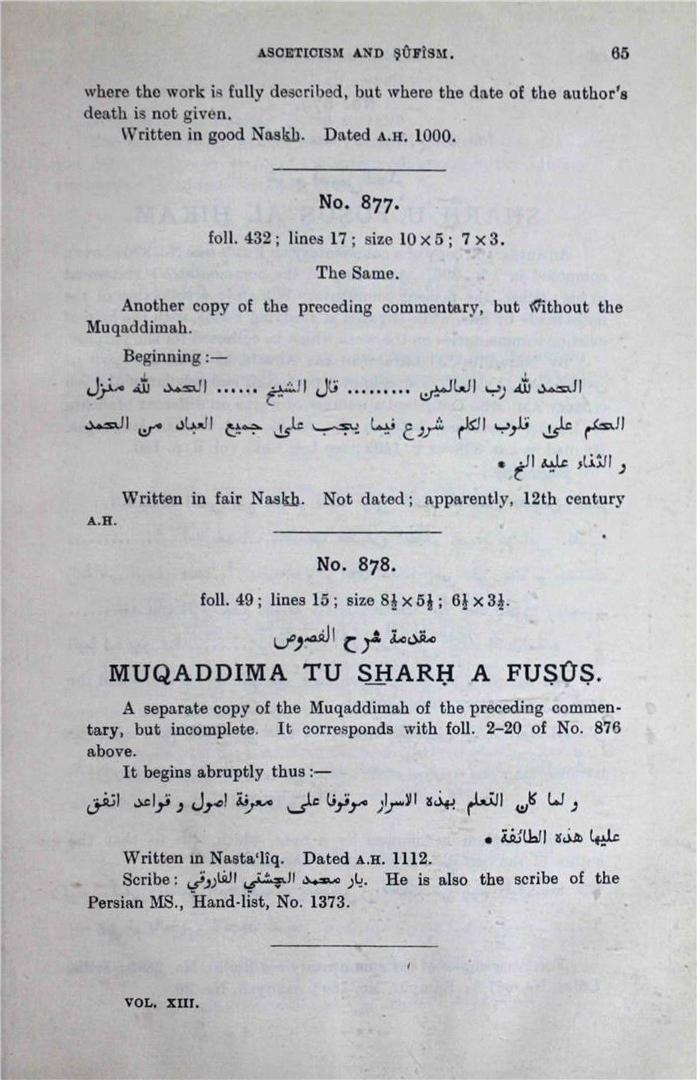 ASCETICISM AND ṢÛFÎSM. 65
where the work is fully described, but where the date of the author's
death is not given.
Written in good Nas<u>kh</u>. Dated A.H. 1000.
No. 877.
foll. 432; lines 17; size 10 × 5; 7 × 3.
The Same.
Another copy of the preceding commentary, but without the
Muqaddimah.
Beginning:—
الحمد لله رب العالمين ......... قال الشيخ ...... الحمد لله منزل
الحكم على قلوب الكلم شروع فيما يجب على جميع العباد من الحمد
و الثناء عليه الخ *
Written in fair Nas<u>kh</u>. Not dated; apparently, 12th century
A.H.
No. 878.
foll. 49; lines 15; size 8½ × 5½; 6½ × 3½.
مقدمة شرح الفصوص
MUQADDIMA TU <u>SH</u>ARḤ A FUṢÛṢ.
A separate copy of the Muqaddimah of the preceding commen-
tary, but incomplete. It corresponds with foll. 2–20 of No. 876
above.
It begins abruptly thus:—
و لما كان التعلم بهذه الاسرار موقوفا على معرفة اصول و قواعد اتفق
عليها هذه الطائفة *
Written in Nasta‘lîq. Dated A.H. 1112.
Scribe: يار محمد الچشتي الفاروقي. He is also the scribe of the
Persian MS., Hand-list, No. 1373.
VOL. XIII.